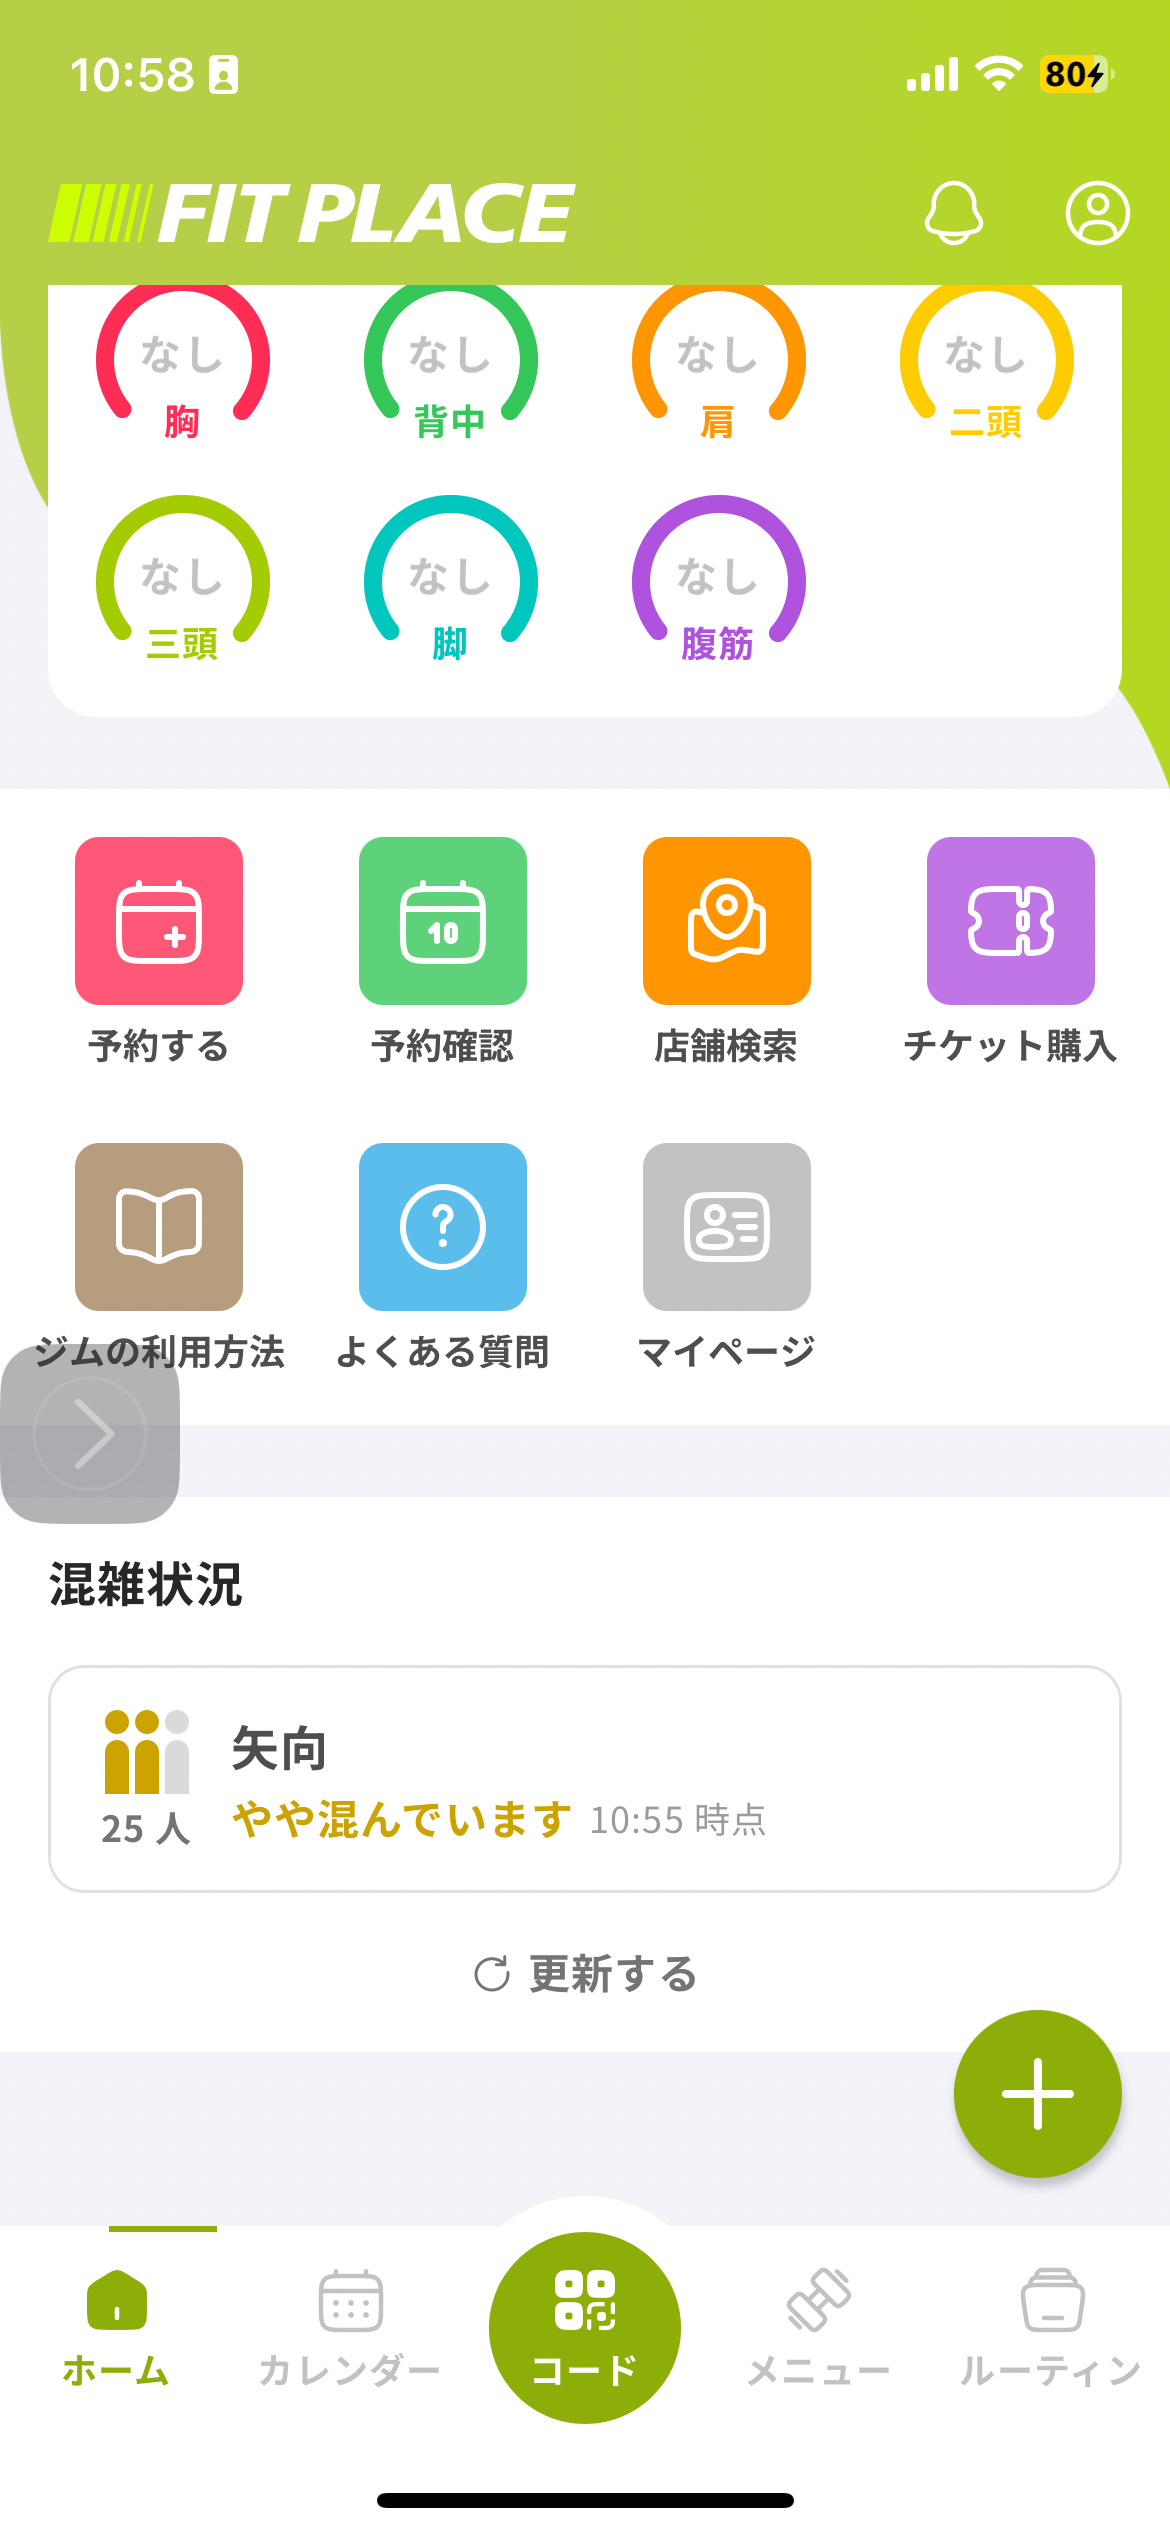 10:58
80
FIT PLACE
なし なし なし なし
胸 背中 肩 二頭
なし なし なし
三頭 脚 腹筋
10
予約する 予約確認 店舗検索 チケット購入
?
ジムの利用方法 よくある質問 マイページ
混雑状況
矢向
25 人 やや混んでいます 10:55 時点
更新する
ホーム カレンダー コード メニュー ルーティン